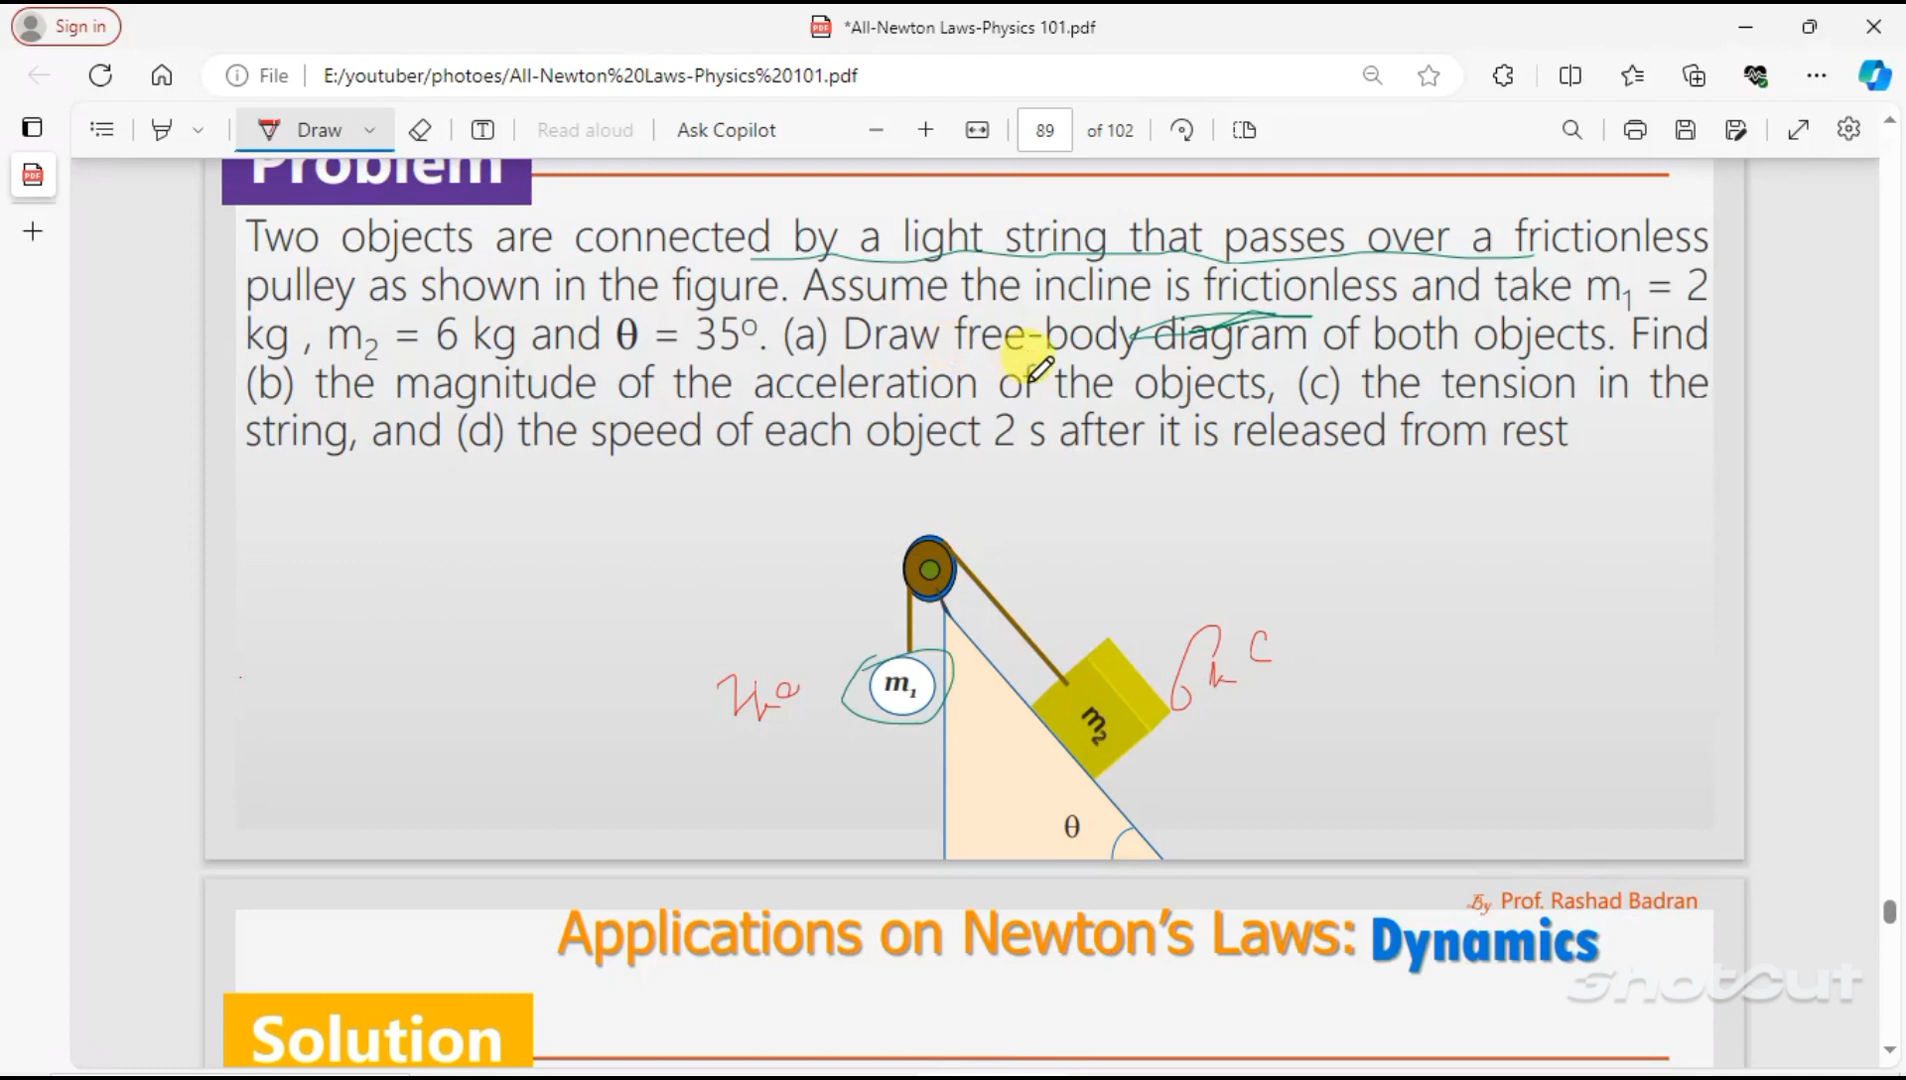 Sign in
*All-Newton Laws-Physics 101.pdf
File E:/youtuber/photoes/All-Newton%20Laws-Physics%20101.pdf
Draw Read aloud Ask Copilot 89 of 102
Problem
Two objects are connected by a light string that passes over a frictionless
pulley as shown in the figure. Assume the incline is frictionless and take m₁ = 2
kg , m₂ = 6 kg and θ = 35º. (a) Draw free-body diagram of both objects. Find
(b) the magnitude of the acceleration of the objects, (c) the tension in the
string, and (d) the speed of each object 2 s after it is released from rest
m₁
m₂
θ
By Prof. Rashad Badran
Applications on Newton's Laws: Dynamics
Shotcut
Solution